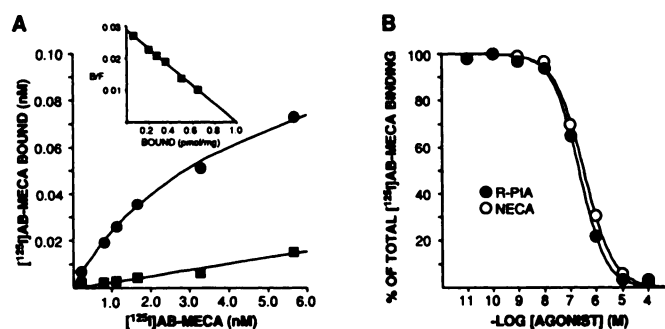 A
[¹²⁵I]AB-MECA BOUND (nM)
0.10
0.08
0.06
0.04
0.02
1.0 2.0 3.0 4.0 5.0 6.0
[¹²⁵I]AB-MECA (nM)
B/F
0.03
0.02
0.01
0.2 0.4 0.6 0.8 1.0
BOUND (pmol/mg)
B
% OF TOTAL [¹²⁵I]AB-MECA BINDING
100
80
60
40
20
R-PIA
NECA
11 10 9 8 7 6 5 4
-LOG [AGONIST] (M)